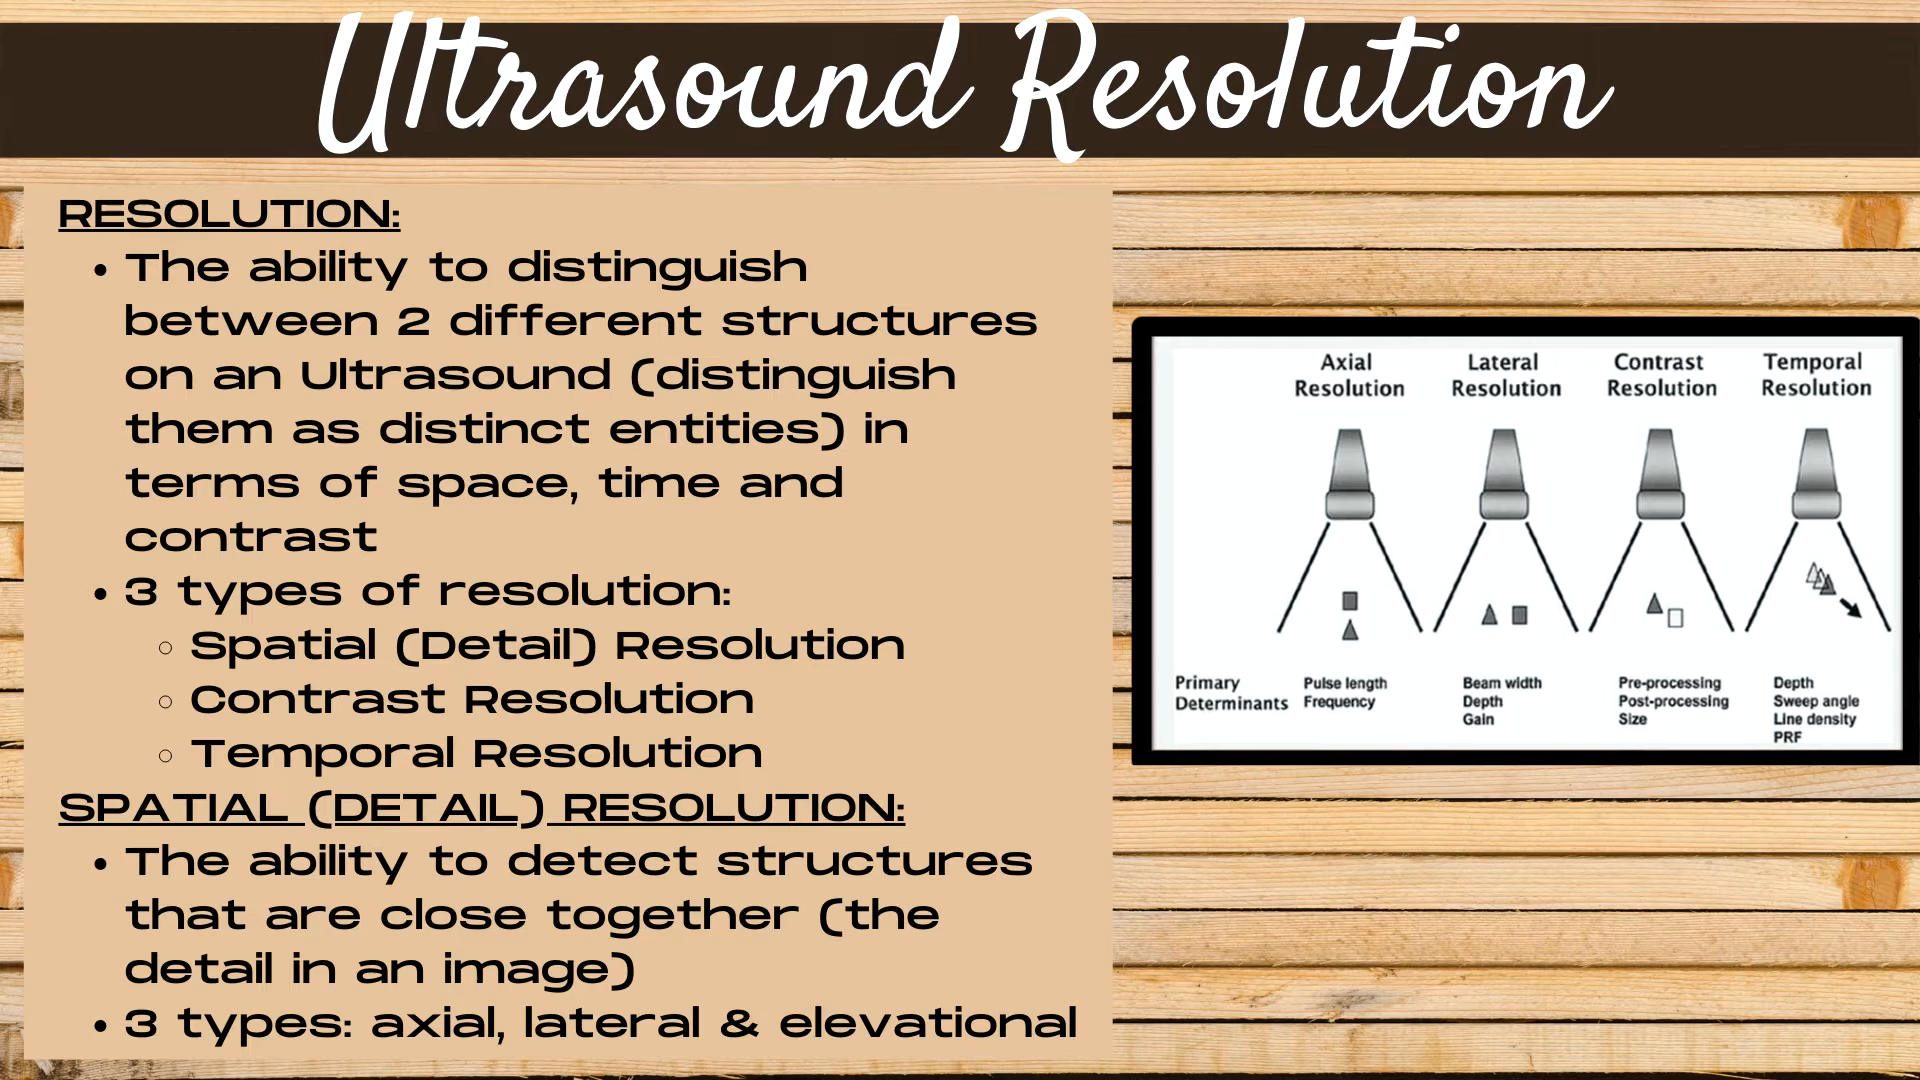 Ultrasound Resolution
RESOLUTION:
• The ability to distinguish
between 2 different structures
on an Ultrasound (distinguish
them as distinct entities) in
terms of space, time and
contrast
• 3 types of resolution:
◦ Spatial (Detail) Resolution
◦ Contrast Resolution
◦ Temporal Resolution
SPATIAL (DETAIL) RESOLUTION:
• The ability to detect structures
that are close together (the
detail in an image)
• 3 types: axial, lateral & elevational
Axial
Resolution
Lateral
Resolution
Contrast
Resolution
Temporal
Resolution
Primary
Determinants
Pulse length
Frequency
Beam width
Depth
Gain
Pre-processing
Post-processing
Size
Depth
Sweep angle
Line density
PRF